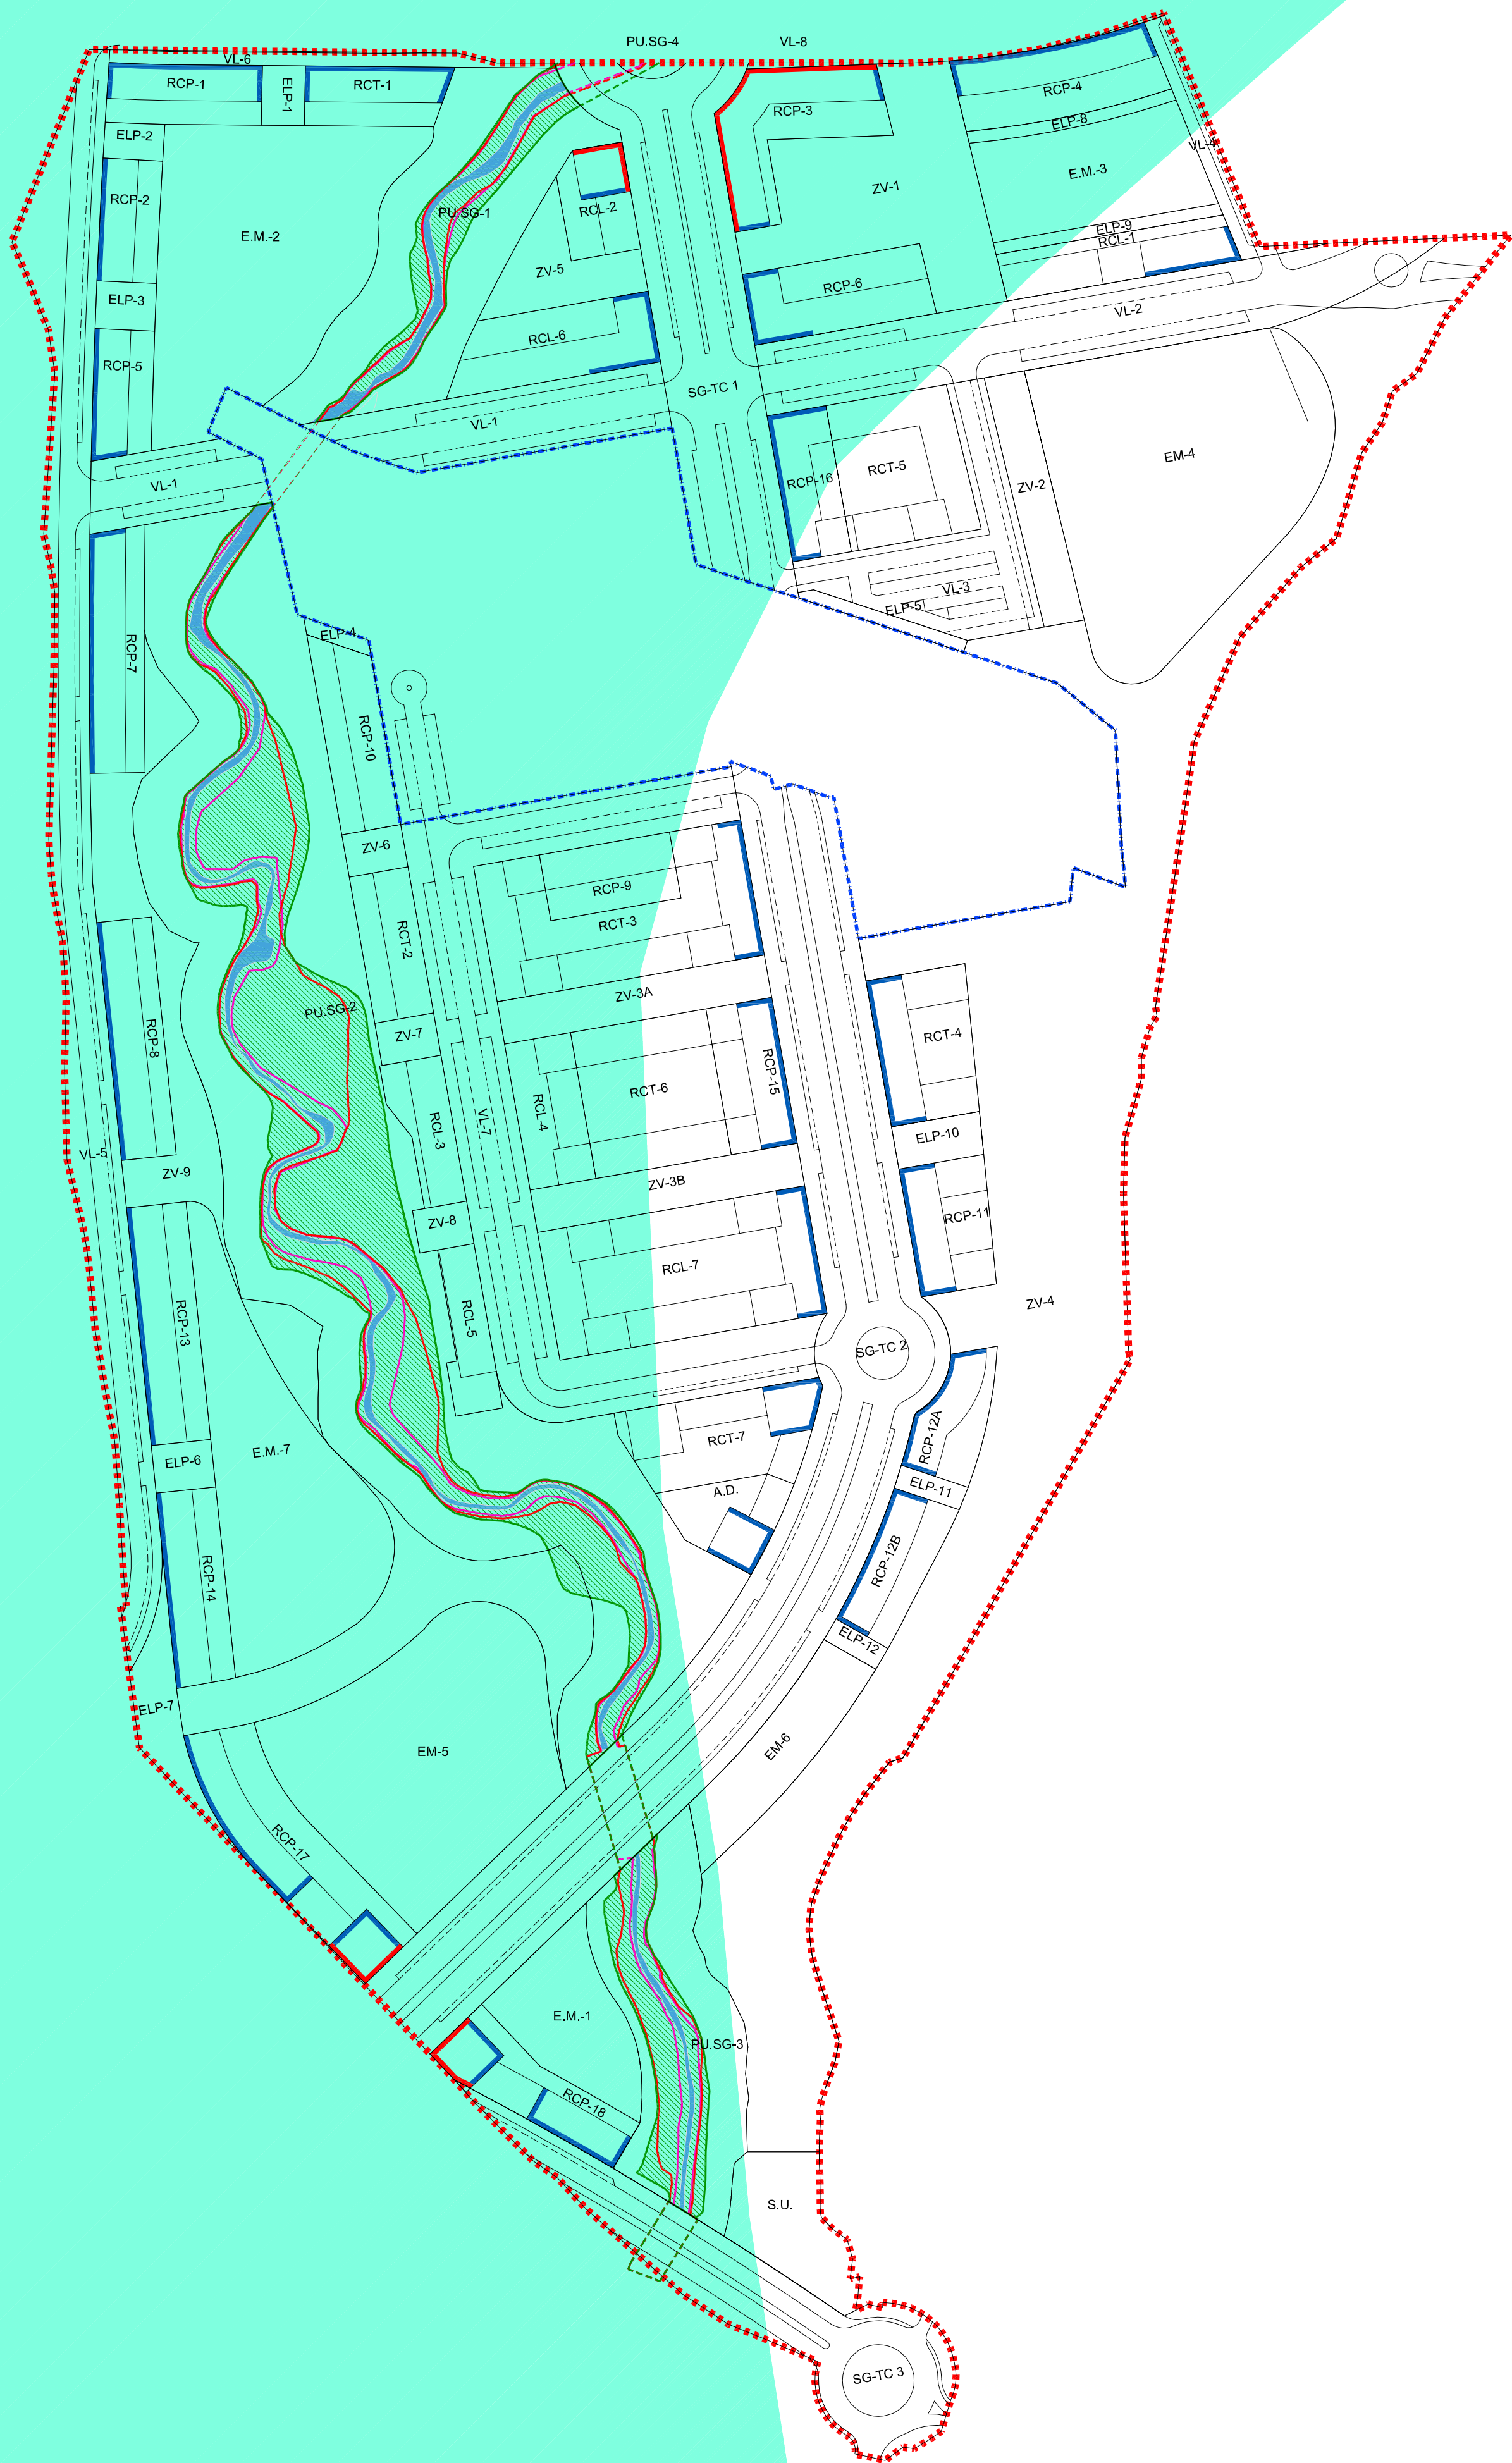 PU.SG-4
VL-8
VL-6
RCP-1
ELP-1
RCT-1
RCP-3
RCP-4
ELP-8
ELP-2
VL-4
E.M.-3
ZV-1
RCP-2
PU.SG-1
RCL-2
E.M.-2
ELP-9
RCL-1
ZV-5
RCP-6
ELP-3
VL-2
RCL-6
RCP-5
SG-TC 1
VL-1
EM-4
RCT-5
RCP-16
VL-1
ZV-2
VL-3
ELP-5
ELP-4
RCP-7
RCP-10
ZV-6
RCP-9
RCT-3
RCT-2
ZV-3A
PU.SG-2
ZV-7
RCT-4
RCP-8
RCP-15
RCT-6
RCL-4
VL-7
RCL-3
ELP-10
VL-5
ZV-9
ZV-3B
ZV-8
RCP-11
RCL-7
ZV-4
RCL-5
RCP-13
SG-TC 2
RCP-12A
RCT-7
E.M.-7
ELP-6
ELP-11
A.D.
RCP-12B
RCP-14
ELP-12
ELP-7
EM-5
EM-6
RCP-17
E.M.-1
PU.SG-3
RCP-18
S.U.
SG-TC 3